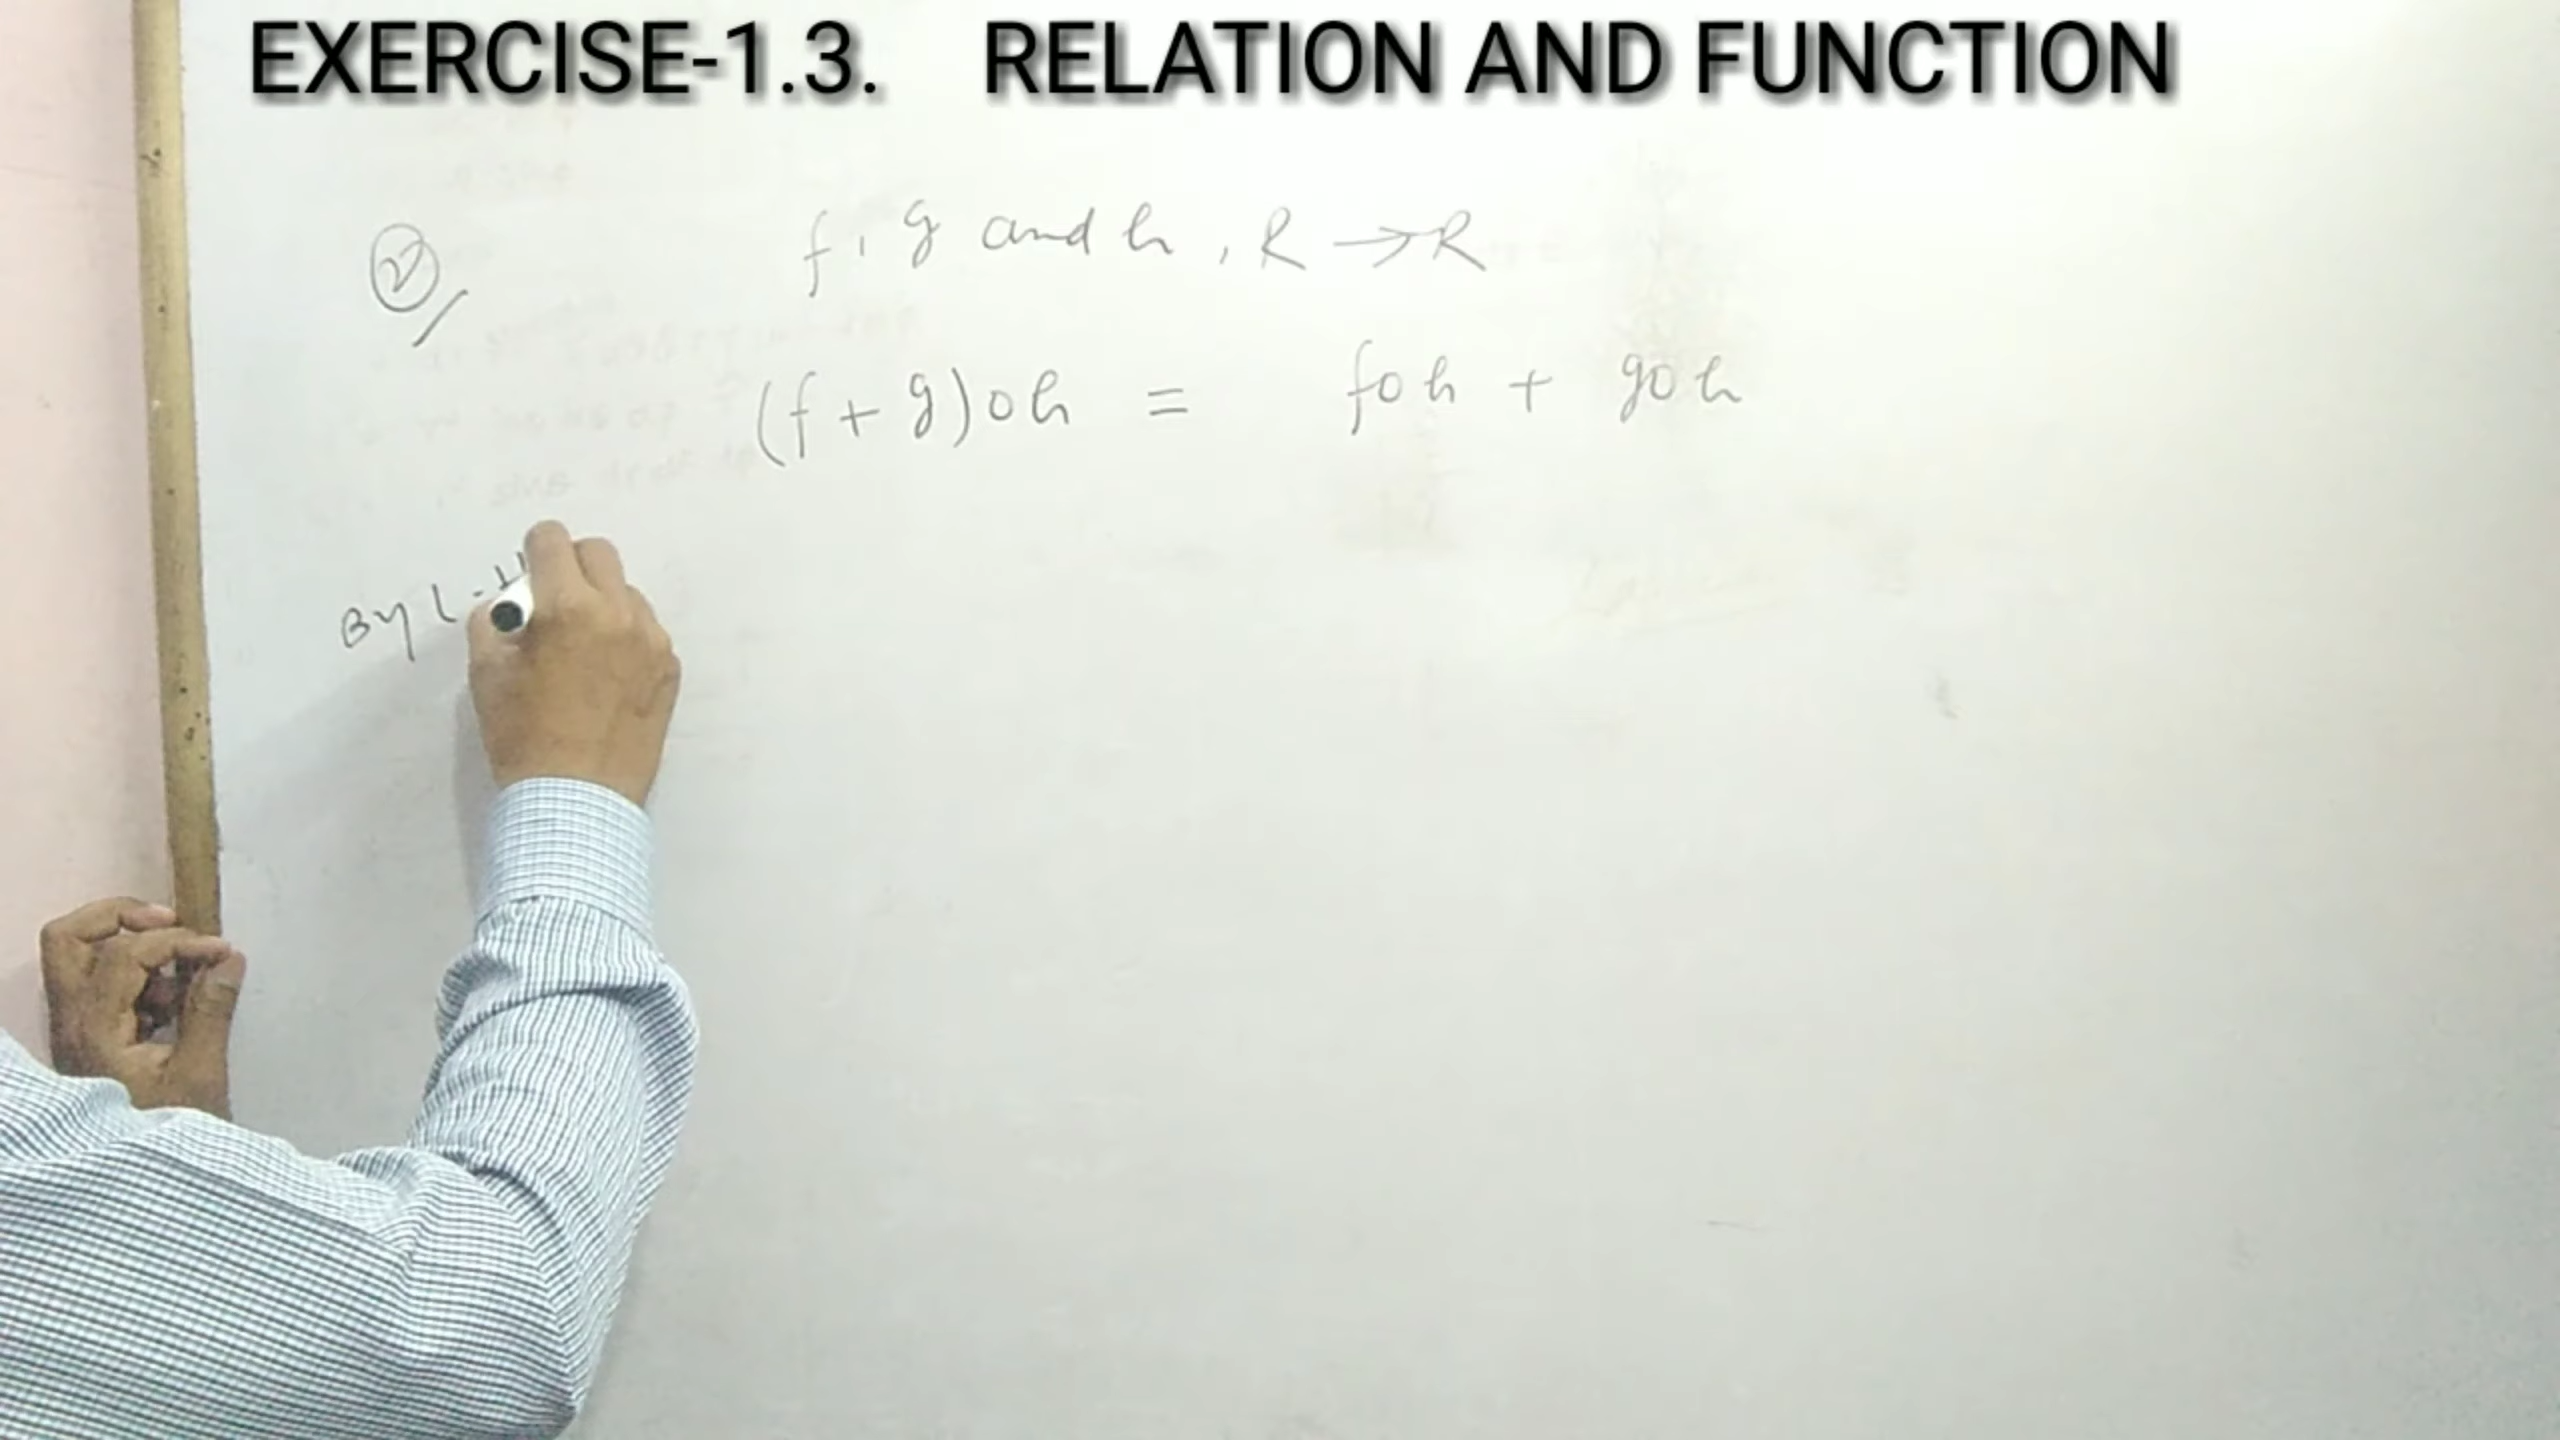 EXERCISE-1.3. RELATION AND FUNCTION
② f, g and h, R → R
(f + g)oh = foh + goh
By L.H